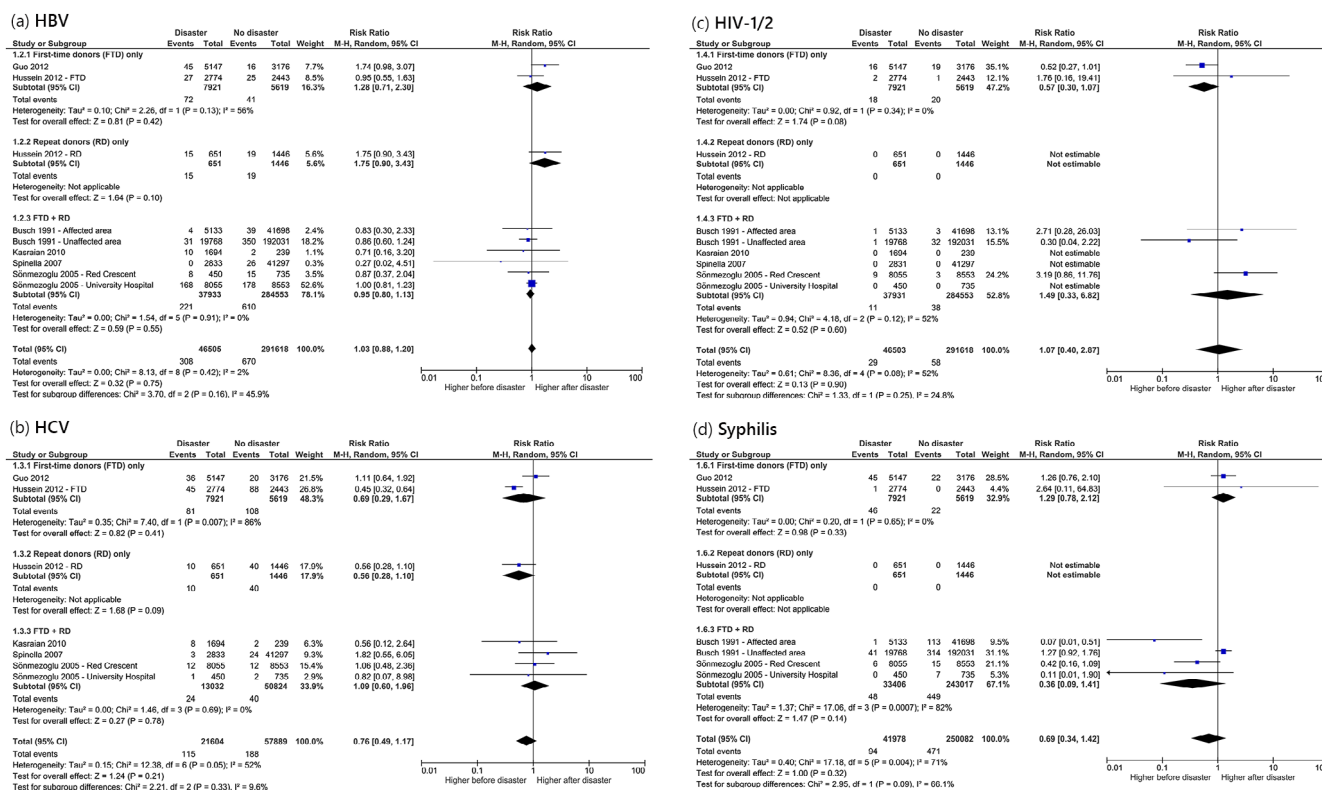 (a) HBV
Disaster No disaster Risk Ratio Risk Ratio
Study or Subgroup Events Total Events Total Weight M-H, Random, 95% CI M-H, Random, 95% CI
1.2.1 First-time donors (FTD) only
Guo 2012 45 5147 16 3176 7.7% 1.74 [0.98, 3.07]
Hussein 2012 - FTD 27 2774 25 2443 8.5% 0.95 [0.55, 1.63]
Subtotal (95% CI) 7921 5619 16.3% 1.28 [0.71, 2.30]
Total events 72 41
Heterogeneity: Tau² = 0.10; Chi² = 2.26, df = 1 (P = 0.13); I² = 56%
Test for overall effect: Z = 0.81 (P = 0.42)
1.2.2 Repeat donors (RD) only
Hussein 2012 - RD 15 651 19 1446 5.6% 1.75 [0.90, 3.43]
Subtotal (95% CI) 651 1446 5.6% 1.75 [0.90, 3.43]
Total events 15 19
Heterogeneity: Not applicable
Test for overall effect: Z = 1.64 (P = 0.10)
1.2.3 FTD + RD
Busch 1991 - Affected area 4 5133 39 41698 2.4% 0.83 [0.30, 2.33]
Busch 1991 - Unaffected area 31 19768 350 192031 18.2% 0.86 [0.60, 1.24]
Kasraian 2010 10 1694 2 239 1.0% 0.71 [0.16, 3.20]
Spinella 2007 0 2833 26 41297 0.3% 0.27 [0.02, 4.51]
Sönmezoglu 2005 - Red Crescent 8 450 15 735 3.5% 0.87 [0.37, 2.04]
Sönmezoglu 2005 - University Hospital 168 8055 178 8553 52.6% 1.00 [0.81, 1.23]
Subtotal (95% CI) 37933 284553 78.1% 0.95 [0.80, 1.13]
Total events 221 610
Heterogeneity: Tau² = 0.00; Chi² = 1.54, df = 5 (P = 0.91); I² = 0%
Test for overall effect: Z = 0.59 (P = 0.55)
Total (95% CI) 46505 291618 100.0% 1.03 [0.88, 1.20]
Total events 308 670
Heterogeneity: Tau² = 0.00; Chi² = 8.13, df = 8 (P = 0.42); I² = 2%
Test for overall effect: Z = 0.32 (P = 0.75)
Test for subgroup differences: Chi² = 3.70, df = 2 (P = 0.16), I² = 45.9%
0.01 0.1 1 10 100
Higher before disaster Higher after disaster
(b) HCV
Disaster No disaster Risk Ratio Risk Ratio
Study or Subgroup Events Total Events Total Weight M-H, Random, 95% CI M-H, Random, 95% CI
1.3.1 First-time donors (FTD) only
Guo 2012 36 5147 20 3176 21.5% 1.11 [0.64, 1.92]
Hussein 2012 - FTD 45 2774 88 2443 26.8% 0.45 [0.32, 0.64]
Subtotal (95% CI) 7921 5619 48.3% 0.69 [0.29, 1.67]
Total events 81 108
Heterogeneity: Tau² = 0.35; Chi² = 7.40, df = 1 (P = 0.007); I² = 86%
Test for overall effect: Z = 0.82 (P = 0.41)
1.3.2 Repeat donors (RD) only
Hussein 2012 - RD 10 651 40 1446 17.9% 0.56 [0.28, 1.10]
Subtotal (95% CI) 651 1446 17.9% 0.56 [0.28, 1.10]
Total events 10 40
Heterogeneity: Not applicable
Test for overall effect: Z = 1.68 (P = 0.09)
1.3.3 FTD + RD
Kasraian 2010 8 1694 2 239 6.3% 0.56 [0.12, 2.64]
Spinella 2007 3 2833 24 41297 9.9% 1.82 [0.55, 6.05]
Sönmezoglu 2005 - Red Crescent 12 8055 12 8553 15.4% 1.06 [0.48, 2.36]
Sönmezoglu 2005 - University Hospital 1 450 2 735 2.3% 0.82 [0.07, 8.98]
Subtotal (95% CI) 13032 50824 33.9% 1.09 [0.60, 1.96]
Total events 24 40
Heterogeneity: Tau² = 0.00; Chi² = 1.46, df = 3 (P = 0.69); I² = 0%
Test for overall effect: Z = 0.27 (P = 0.78)
Total (95% CI) 21604 57889 100.0% 0.76 [0.49, 1.17]
Total events 115 188
Heterogeneity: Tau² = 0.15; Chi² = 12.38, df = 6 (P = 0.05); I² = 52%
Test for overall effect: Z = 1.24 (P = 0.21)
Test for subgroup differences: Chi² = 2.21, df = 2 (P = 0.33), I² = 9.6%
0.01 0.1 1 10 100
Higher before disaster Higher after disaster
(c) HIV-1/2
Disaster No disaster Risk Ratio Risk Ratio
Study or Subgroup Events Total Events Total Weight M-H, Random, 95% CI M-H, Random, 95% CI
1.4.1 First-time donors (FTD) only
Guo 2012 16 5147 19 3176 35.1% 0.52 [0.27, 1.01]
Hussein 2012 - FTD 2 2774 1 2443 12.1% 1.76 [0.16, 19.41]
Subtotal (95% CI) 7921 5619 47.2% 0.57 [0.30, 1.07]
Total events 18 20
Heterogeneity: Tau² = 0.00; Chi² = 0.92, df = 1 (P = 0.34); I² = 0%
Test for overall effect: Z = 1.74 (P = 0.08)
1.4.2 Repeat donors (RD) only
Hussein 2012 - RD 0 651 0 1446 Not estimable
Subtotal (95% CI) 651 1446 Not estimable
Total events 0 0
Heterogeneity: Not applicable
Test for overall effect: Not applicable
1.4.3 FTD + RD
Busch 1991 - Affected area 1 5133 3 41698 13.1% 2.71 [0.28, 26.03]
Busch 1991 - Unaffected area 1 19768 32 192031 15.5% 0.30 [0.04, 2.22]
Kasraian 2010 0 1694 0 230 Not estimable
Spinella 2007 0 2831 0 41297 Not estimable
Sönmezoglu 2005 - Red Crescent 9 8055 3 8553 24.2% 3.19 [0.86, 11.76]
Sönmezoglu 2005 - University Hospital 0 450 0 735 Not estimable
Subtotal (95% CI) 37931 284553 52.8% 1.49 [0.33, 6.82]
Total events 11 38
Heterogeneity: Tau² = 0.94; Chi² = 4.18, df = 2 (P = 0.12); I² = 52%
Test for overall effect: Z = 0.52 (P = 0.60)
Total (95% CI) 46503 291618 100.0% 1.07 [0.40, 2.87]
Total events 29 58
Heterogeneity: Tau² = 0.61; Chi² = 8.36, df = 4 (P = 0.08); I² = 52%
Test for overall effect: Z = 0.13 (P = 0.90)
Test for subgroup differences: Chi² = 1.33, df = 1 (P = 0.25), I² = 24.8%
0.01 0.1 1 10
Higher before disaster Higher after disaster
(d) Syphilis
Disaster No disaster Risk Ratio Risk Ratio
Study or Subgroup Events Total Events Total Weight M-H, Random, 95% CI M-H, Random, 95% CI
1.6.1 First-time donors (FTD) only
Guo 2012 45 5147 22 3176 28.5% 1.26 [0.76, 2.10]
Hussein 2012 - FTD 1 2774 0 2443 4.4% 2.64 [0.11, 64.83]
Subtotal (95% CI) 7921 5619 32.9% 1.29 [0.78, 2.12]
Total events 46 22
Heterogeneity: Tau² = 0.00; Chi² = 0.20, df = 1 (P = 0.65); I² = 0%
Test for overall effect: Z = 0.98 (P = 0.33)
1.6.2 Repeat donors (RD) only
Hussein 2012 - RD 0 651 0 1446 Not estimable
Subtotal (95% CI) 651 1446 Not estimable
Total events 0 0
Heterogeneity: Not applicable
Test for overall effect: Not applicable
1.6.3 FTD + RD
Busch 1991 - Affected area 1 5133 113 41698 9.5% 0.07 [0.01, 0.51]
Busch 1991 - Unaffected area 41 19768 314 192031 31.1% 1.27 [0.92, 1.76]
Sönmezoglu 2005 - Red Crescent 6 8055 15 8553 21.1% 0.42 [0.16, 1.09]
Sönmezoglu 2005 - University Hospital 0 450 7 735 5.3% 0.11 [0.01, 1.90]
Subtotal (95% CI) 33406 243017 67.1% 0.36 [0.09, 1.41]
Total events 48 449
Heterogeneity: Tau² = 1.37; Chi² = 17.06, df = 3 (P = 0.0007); I² = 82%
Test for overall effect: Z = 1.47 (P = 0.14)
Total (95% CI) 41978 250082 100.0% 0.69 [0.34, 1.42]
Total events 94 471
Heterogeneity: Tau² = 0.40; Chi² = 17.18, df = 5 (P = 0.004); I² = 71%
Test for overall effect: Z = 1.00 (P = 0.32)
Test for subgroup differences: Chi² = 2.95, df = 1 (P = 0.09), I² = 66.1%
0.01 0.1 1 10
Higher before disaster Higher after disaster